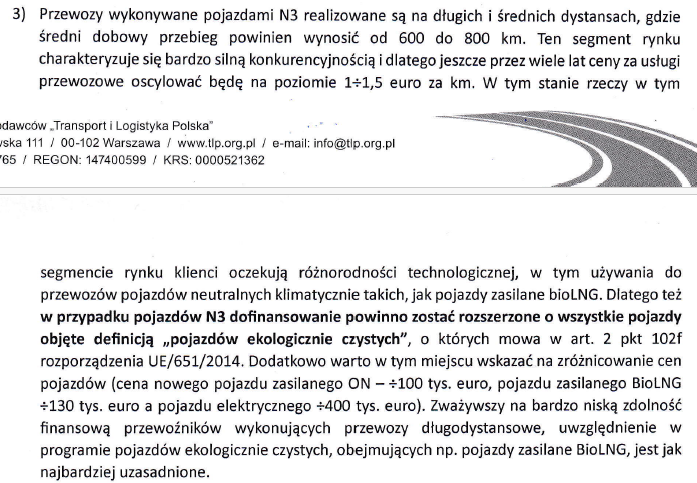 3) Przewozy wykonywane pojazdami N3 realizowane są na długich i średnich dystansach, gdzie
średni dobowy przebieg powinien wynosić od 600 do 800 km. Ten segment rynku
charakteryzuje się bardzo silną konkurencyjnością i dlatego jeszcze przez wiele lat ceny za usługi
przewozowe oscylować będę na poziomie 1÷1,5 euro za km. W tym stanie rzeczy w tym
odawców „Transport i Logistyka Polska”
wska 111 / 00-102 Warszawa / www.tlp.org.pl / e-mail: info@tlp.org.pl
765 / REGON: 147400599 / KRS: 0000521362
segmencie rynku klienci oczekują różnorodności technologicznej, w tym używania do
przewozów pojazdów neutralnych klimatycznie takich, jak pojazdy zasilane bioLNG. Dlatego też
w przypadku pojazdów N3 dofinansowanie powinno zostać rozszerzone o wszystkie pojazdy
objęte definicją „pojazdów ekologicznie czystych”, o których mowa w art. 2 pkt 102f
rozporządzenia UE/651/2014. Dodatkowo warto w tym miejscu wskazać na zróżnicowanie cen
pojazdów (cena nowego pojazdu zasilanego ON – ÷100 tys. euro, pojazdu zasilanego BioLNG
÷130 tys. euro a pojazdu elektrycznego ÷400 tys. euro). Zważywszy na bardzo niską zdolność
finansową przewoźników wykonujących przewozy długodystansowe, uwzględnienie w
programie pojazdów ekologicznie czystych, obejmujących np. pojazdy zasilane BioLNG, jest jak
najbardziej uzasadnione.